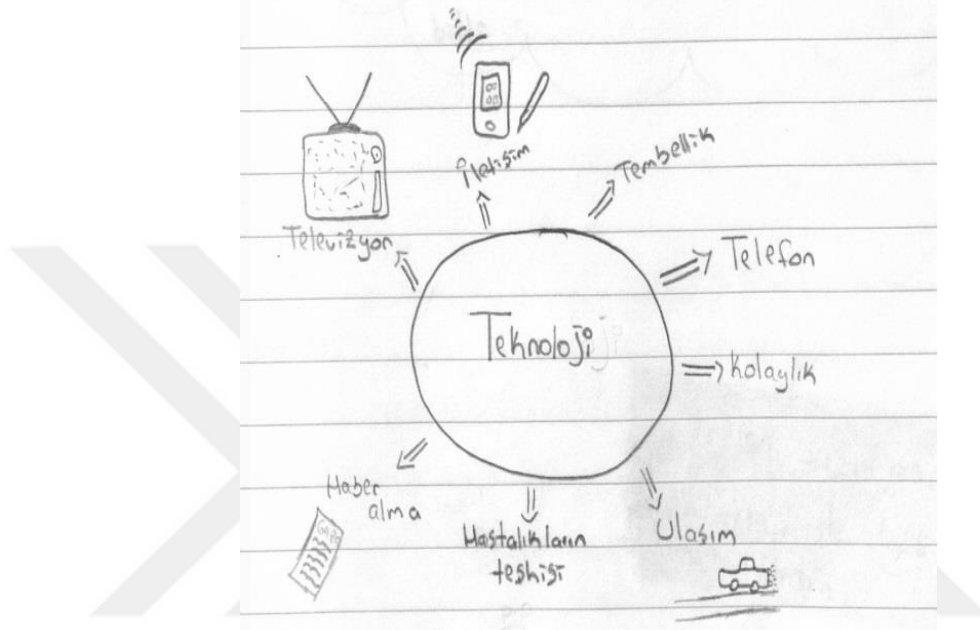 İletişim
Tembellik
Televizyon
Telefon
Teknoloji
kolaylık
Haber
alma
Hastalıkların
teşhisi
Ulaşım